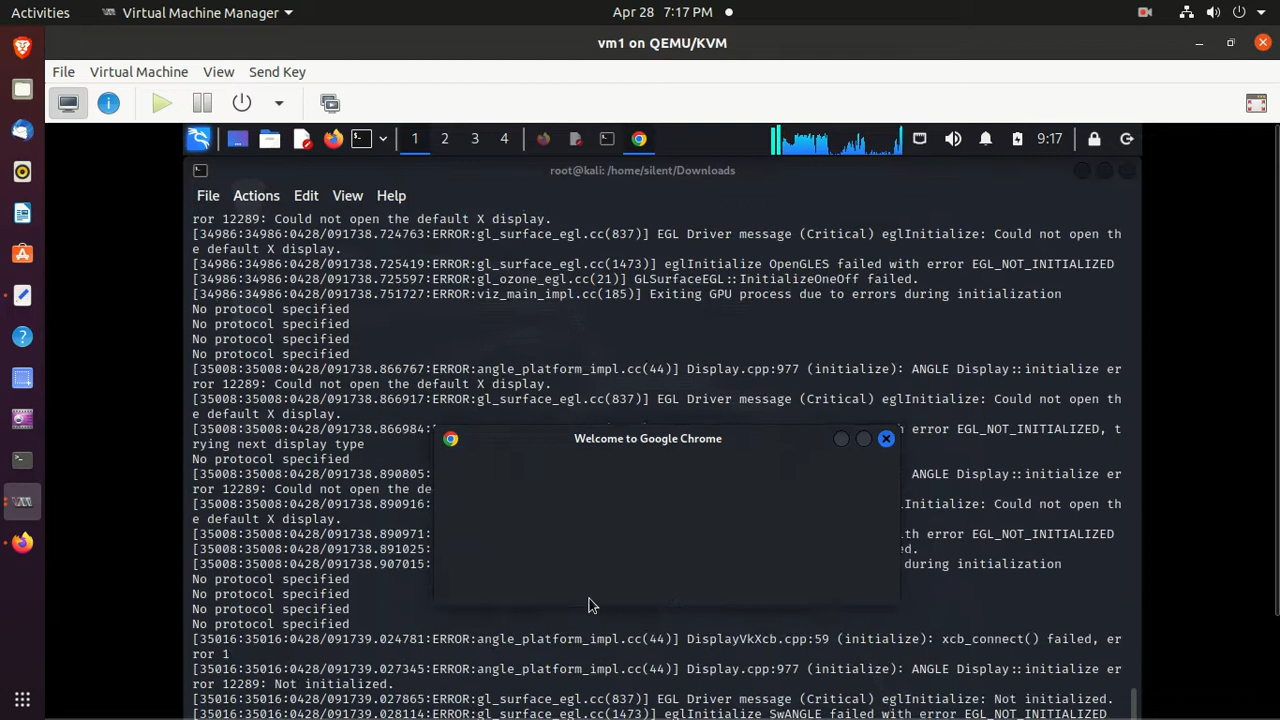 Activities Virtual Machine Manager Apr 28 7:17 PM
vm1 on QEMU/KVM
File Virtual Machine View Send Key
1 2 3 4 9:17
root@kali: /home/silent/Downloads
File Actions Edit View Help
ror 12289: Could not open the default X display.
[34986:34986:0428/091738.724763:ERROR:gl_surface_egl.cc(837)] EGL Driver message (Critical) eglInitialize: Could not open th
e default X display.
[34986:34986:0428/091738.725419:ERROR:gl_surface_egl.cc(1473)] eglInitialize OpenGLES failed with error EGL_NOT_INITIALIZED
[34986:34986:0428/091738.725597:ERROR:gl_ozone_egl.cc(21)] GLSurfaceEGL::InitializeOneOff failed.
[34986:34986:0428/091738.751727:ERROR:viz_main_impl.cc(185)] Exiting GPU process due to errors during initialization
No protocol specified
No protocol specified
No protocol specified
No protocol specified
[35008:35008:0428/091738.866767:ERROR:angle_platform_impl.cc(44)] Display.cpp:977 (initialize): ANGLE Display::initialize er
ror 12289: Could not open the default X display.
[35008:35008:0428/091738.866917:ERROR:gl_surface_egl.cc(837)] EGL Driver message (Critical) eglInitialize: Could not open th
e default X display.
[35008:35008:0428/091738.866984: h error EGL_NOT_INITIALIZED, t
Welcome to Google Chrome
rying next display type
No protocol specified
[35008:35008:0428/091738.890805: ANGLE Display::initialize er
ror 12289: Could not open the de
[35008:35008:0428/091738.890916: lInitialize: Could not open th
e default X display.
[35008:35008:0428/091738.890971: h error EGL_NOT_INITIALIZED
[35008:35008:0428/091738.891025: ed.
[35008:35008:0428/091738.907015: during initialization
No protocol specified
No protocol specified
No protocol specified
No protocol specified
[35016:35016:0428/091739.024781:ERROR:angle_platform_impl.cc(44)] DisplayVkXcb.cpp:59 (initialize): xcb_connect() failed, er
ror 1
[35016:35016:0428/091739.027345:ERROR:angle_platform_impl.cc(44)] Display.cpp:977 (initialize): ANGLE Display::initialize er
ror 12289: Not initialized.
[35016:35016:0428/091739.027865:ERROR:gl_surface_egl.cc(837)] EGL Driver message (Critical) eglInitialize: Not initialized.
[35016:35016:0428/091739.028114:ERROR:gl_surface_egl.cc(1473)] eglInitialize SwANGLE failed with error EGL_NOT_INITIALIZED